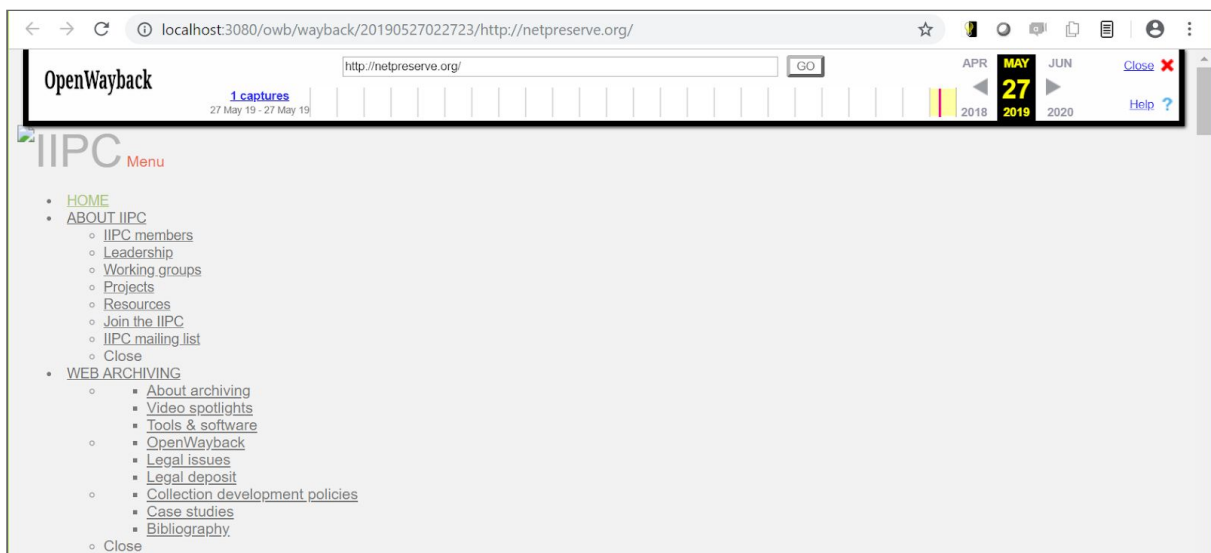 localhost:3080/owb/wayback/20190527022723/http://netpreserve.org/
OpenWayback
http://netpreserve.org/ GO
1 captures
27 May 19 - 27 May 19
APR MAY JUN
27
2018 2019 2020
Close
Help ?
IIPC Menu
HOME
ABOUT IIPC
IIPC members
Leadership
Working groups
Projects
Resources
Join the IIPC
IIPC mailing list
Close
WEB ARCHIVING
About archiving
Video spotlights
Tools & software
OpenWayback
Legal issues
Legal deposit
Collection development policies
Case studies
Bibliography
Close